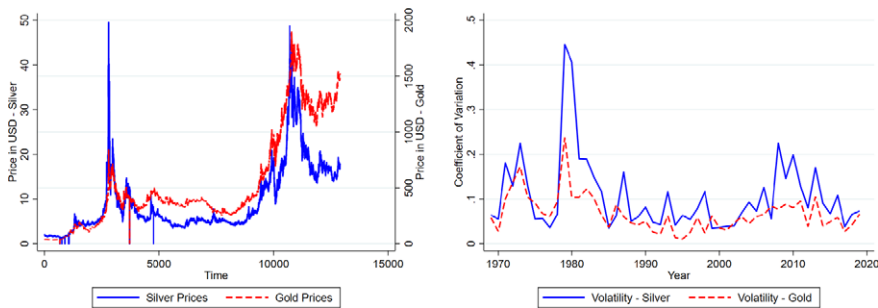 50
40
30
20
10
0
Price in USD - Silver
2000
1500
1000
500
0
Price in USD - Gold
0 5000 10000 15000
Time
Silver Prices Gold Prices
.5
.4
.3
.2
.1
0
Coefficient of Variation
1970 1980 1990 2000 2010 2020
Year
Volatility - Silver Volatility - Gold